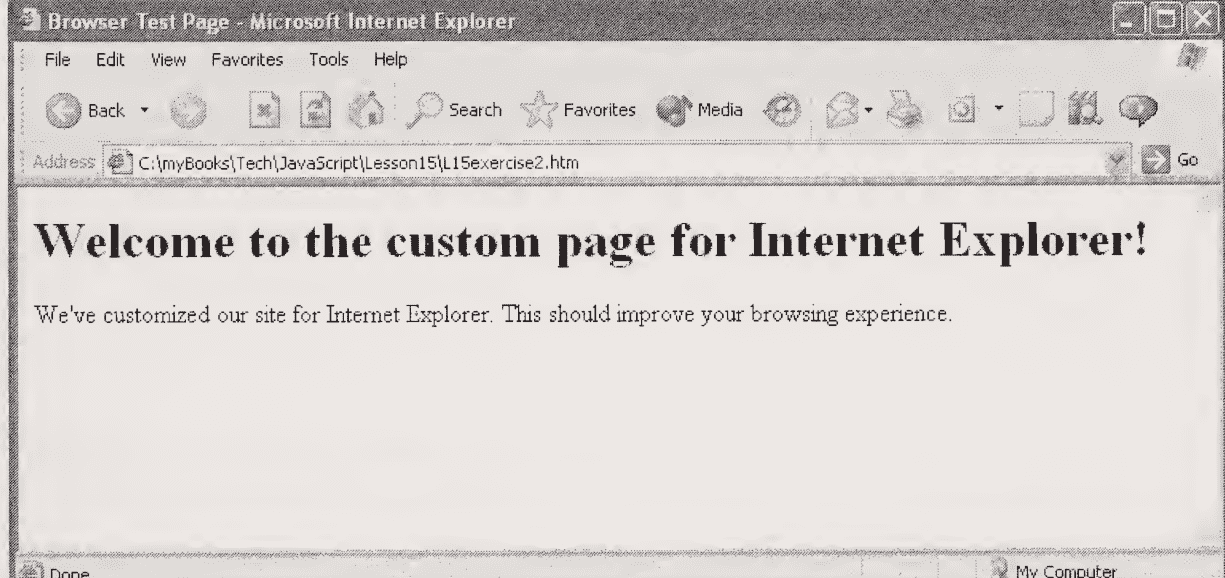 Browser Test Page - Microsoft Internet Explorer
File Edit View Favorites Tools Help
Back Search Favorites Media
Address C:\myBooks\Tech\JavaScript\Lesson15\L15exercise2.htm Go
Welcome to the custom page for Internet Explorer!
We've customized our site for Internet Explorer. This should improve your browsing experience.
Done My Computer